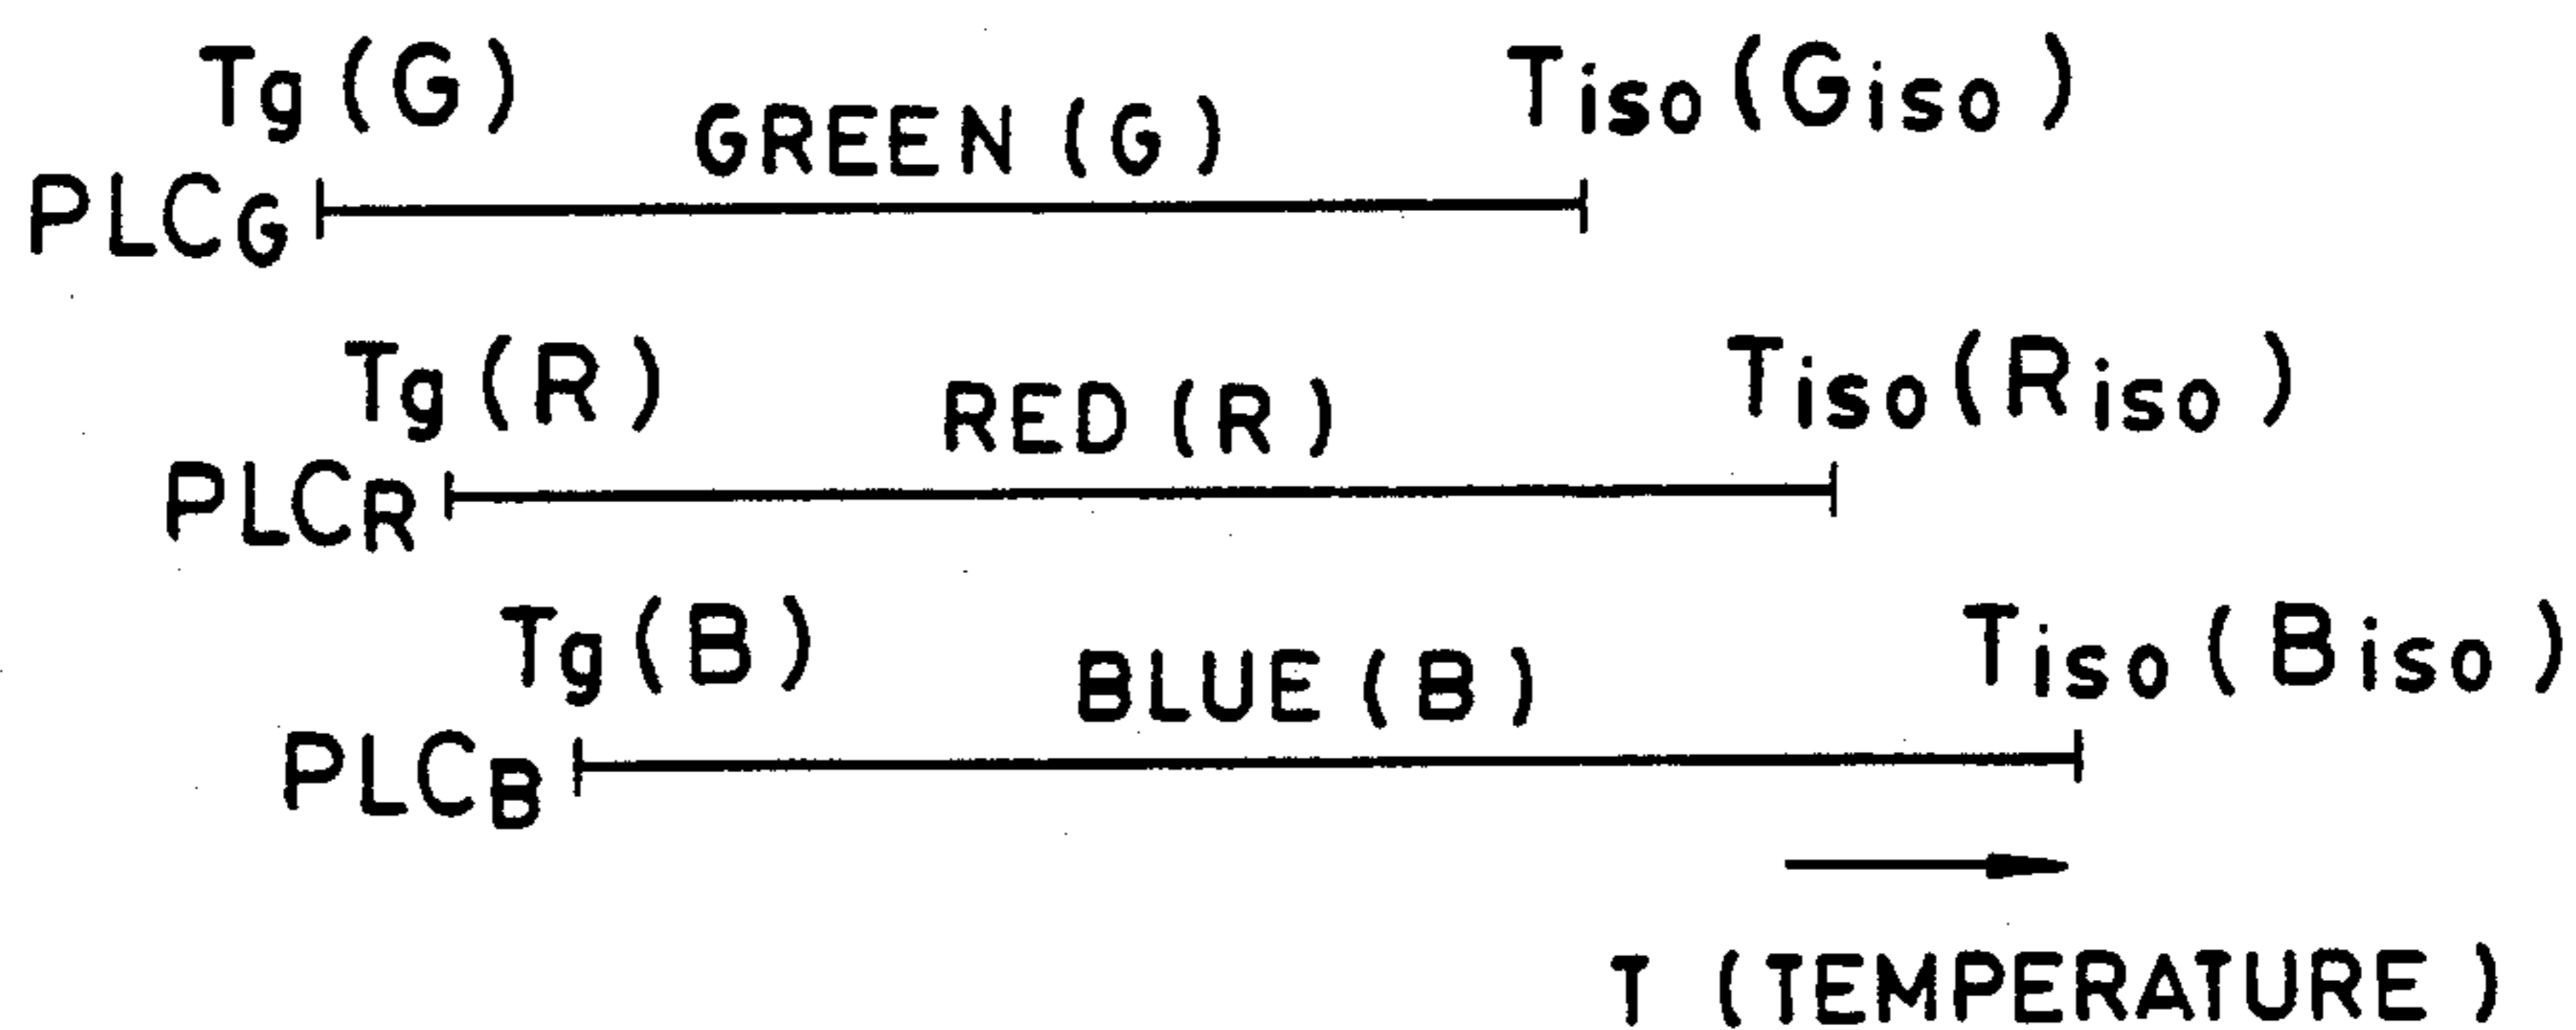 Tg (G) Tiso (Giso)
GREEN (G)
PLCG
Tg (R) Tiso (Riso)
RED (R)
PLCR
Tg (B) Tiso (Biso)
BLUE (B)
PLCB
T (TEMPERATURE)